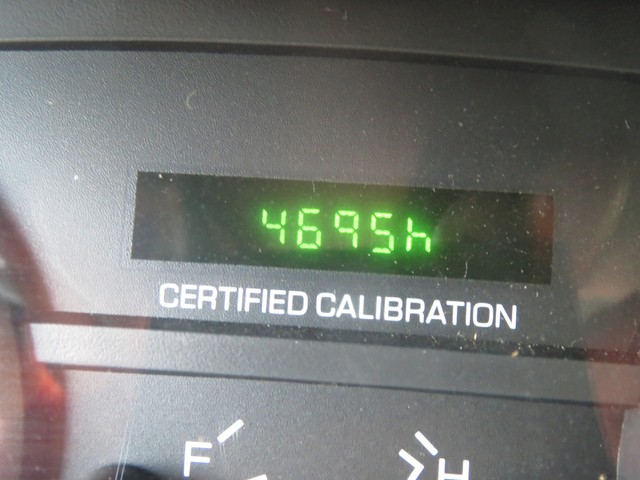 4695h
CERTIFIED CALIBRATION
F H